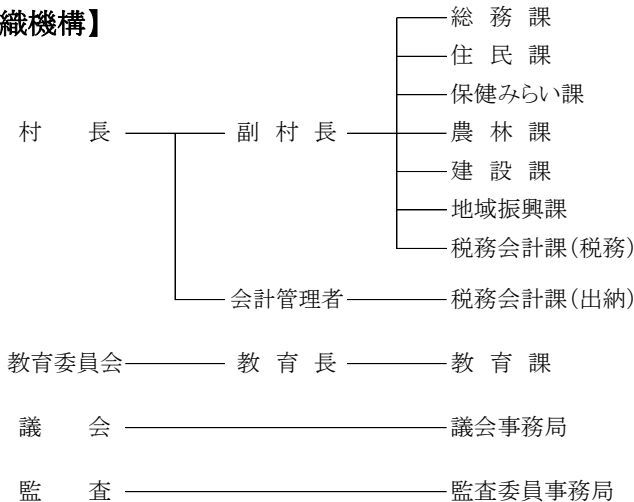 織機構】
総務課
住民課
保健みらい課
村長 副村長 農林課
建設課
地域振興課
税務会計課(税務)
会計管理者 税務会計課(出納)
教育委員会 教育長 教育課
議会 議会事務局
監査 監査委員事務局